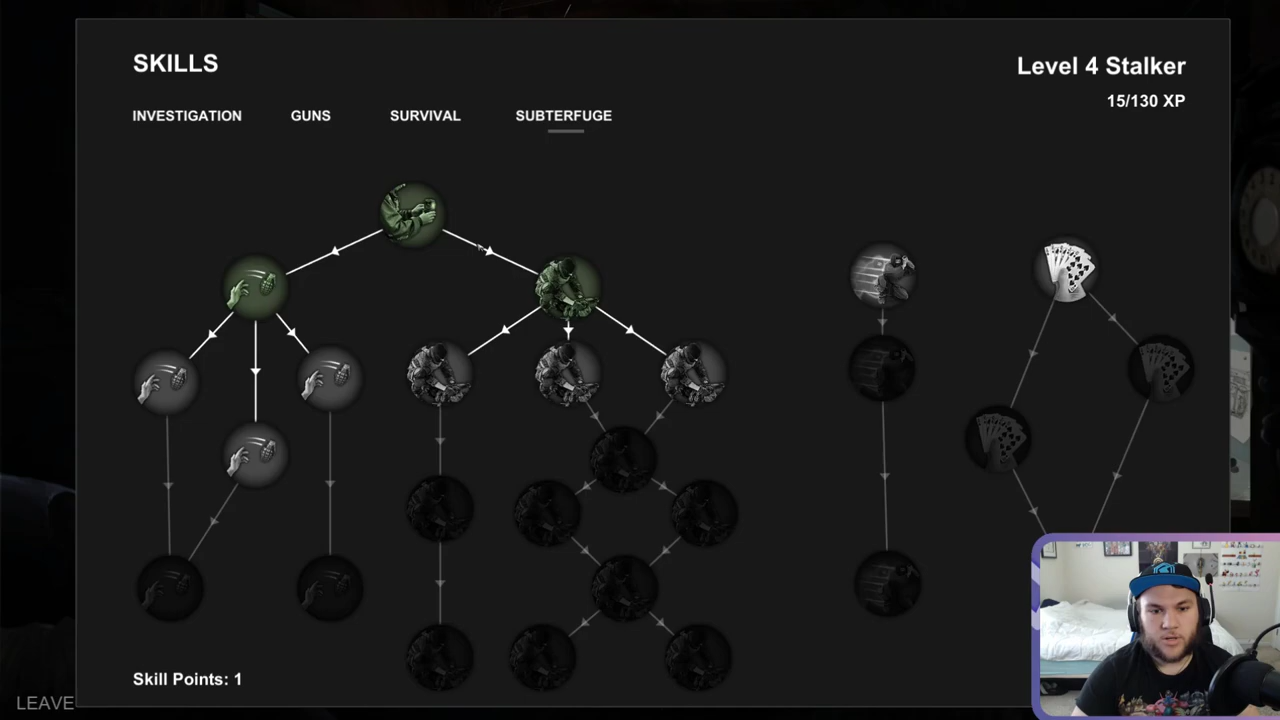 SKILLS
Level 4 Stalker
15/130 XP
INVESTIGATION GUNS SURVIVAL SUBTERFUGE
Skill Points: 1
LEAVE